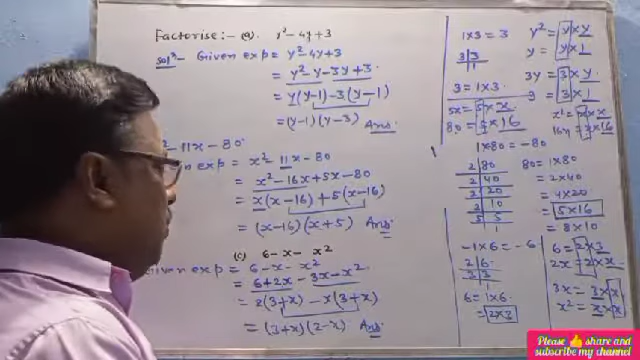 Factorise:- (a) y²-4y+3
Solⁿ- Given exp = y²-4y+3
= y²-y-3y+3
= y(y-1)-3(y-1)
= (y-1)(y-3) Ans.
-11x-80
exp = x²-11x-80
= x²-16x+5x-80
= x(x-16)+5(x-16)
= (x-16)(x+5) Ans
(c) 6-x-x²
Given exp = 6-x-x²
= 6+2x-3x-x²
= 2(3+x)-x(3+x)
= (3+x)(2-x) Ans
1×3 = 3
3|3
1
3 = 1×3
5x = 5×x
80 = 5×16
1×80 = -80
2|80
2|40
2|20
2|10
5|5
1
-1×6 = -6
2|6
3|3
1
6 = 1×6
= 2×3
y² = y×y
y = y×1
3y = 3×y
3 = 3×1
x² = x×x
16x = x×16
80 = 1×80
= 2×40
= 4×20
= 5×16
= 8×10
6 = 2×3
2x = 2×x
3x = 3×x
x² = x×x
Please 👍 share and
subscribe my channal